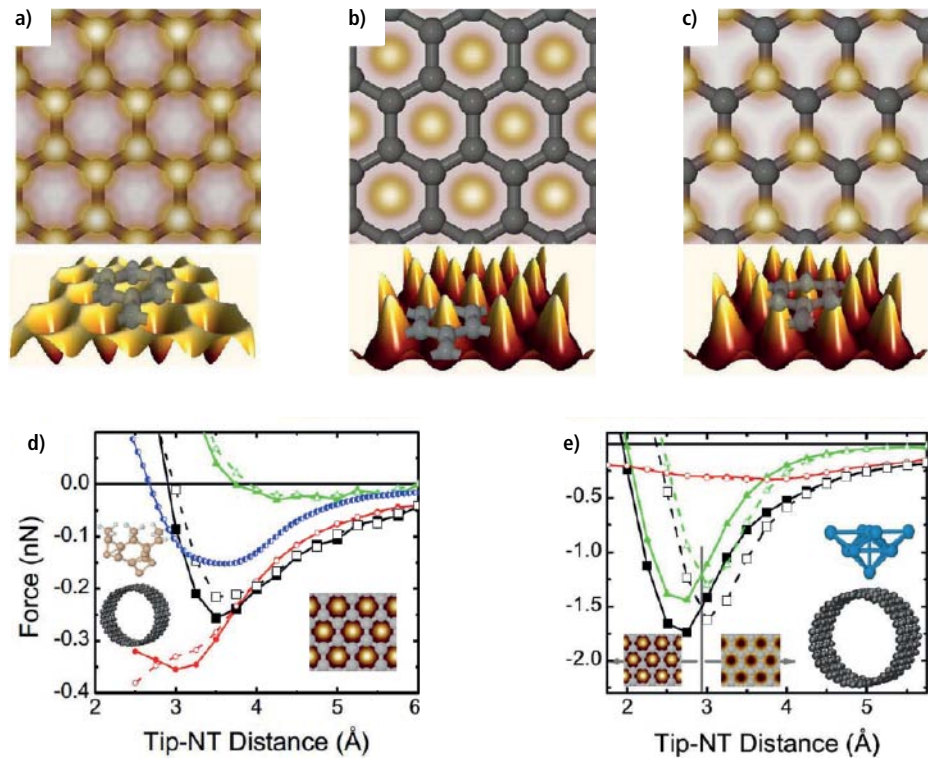 a)
b)
c)
d)
0.0
-0.1
-0.2
-0.3
-0.4
Force (nN)
2 3 4 5 6
Tip-NT Distance (Å)
e)
-0.5
-1.0
-1.5
-2.0
2 3 4 5
Tip-NT Distance (Å)